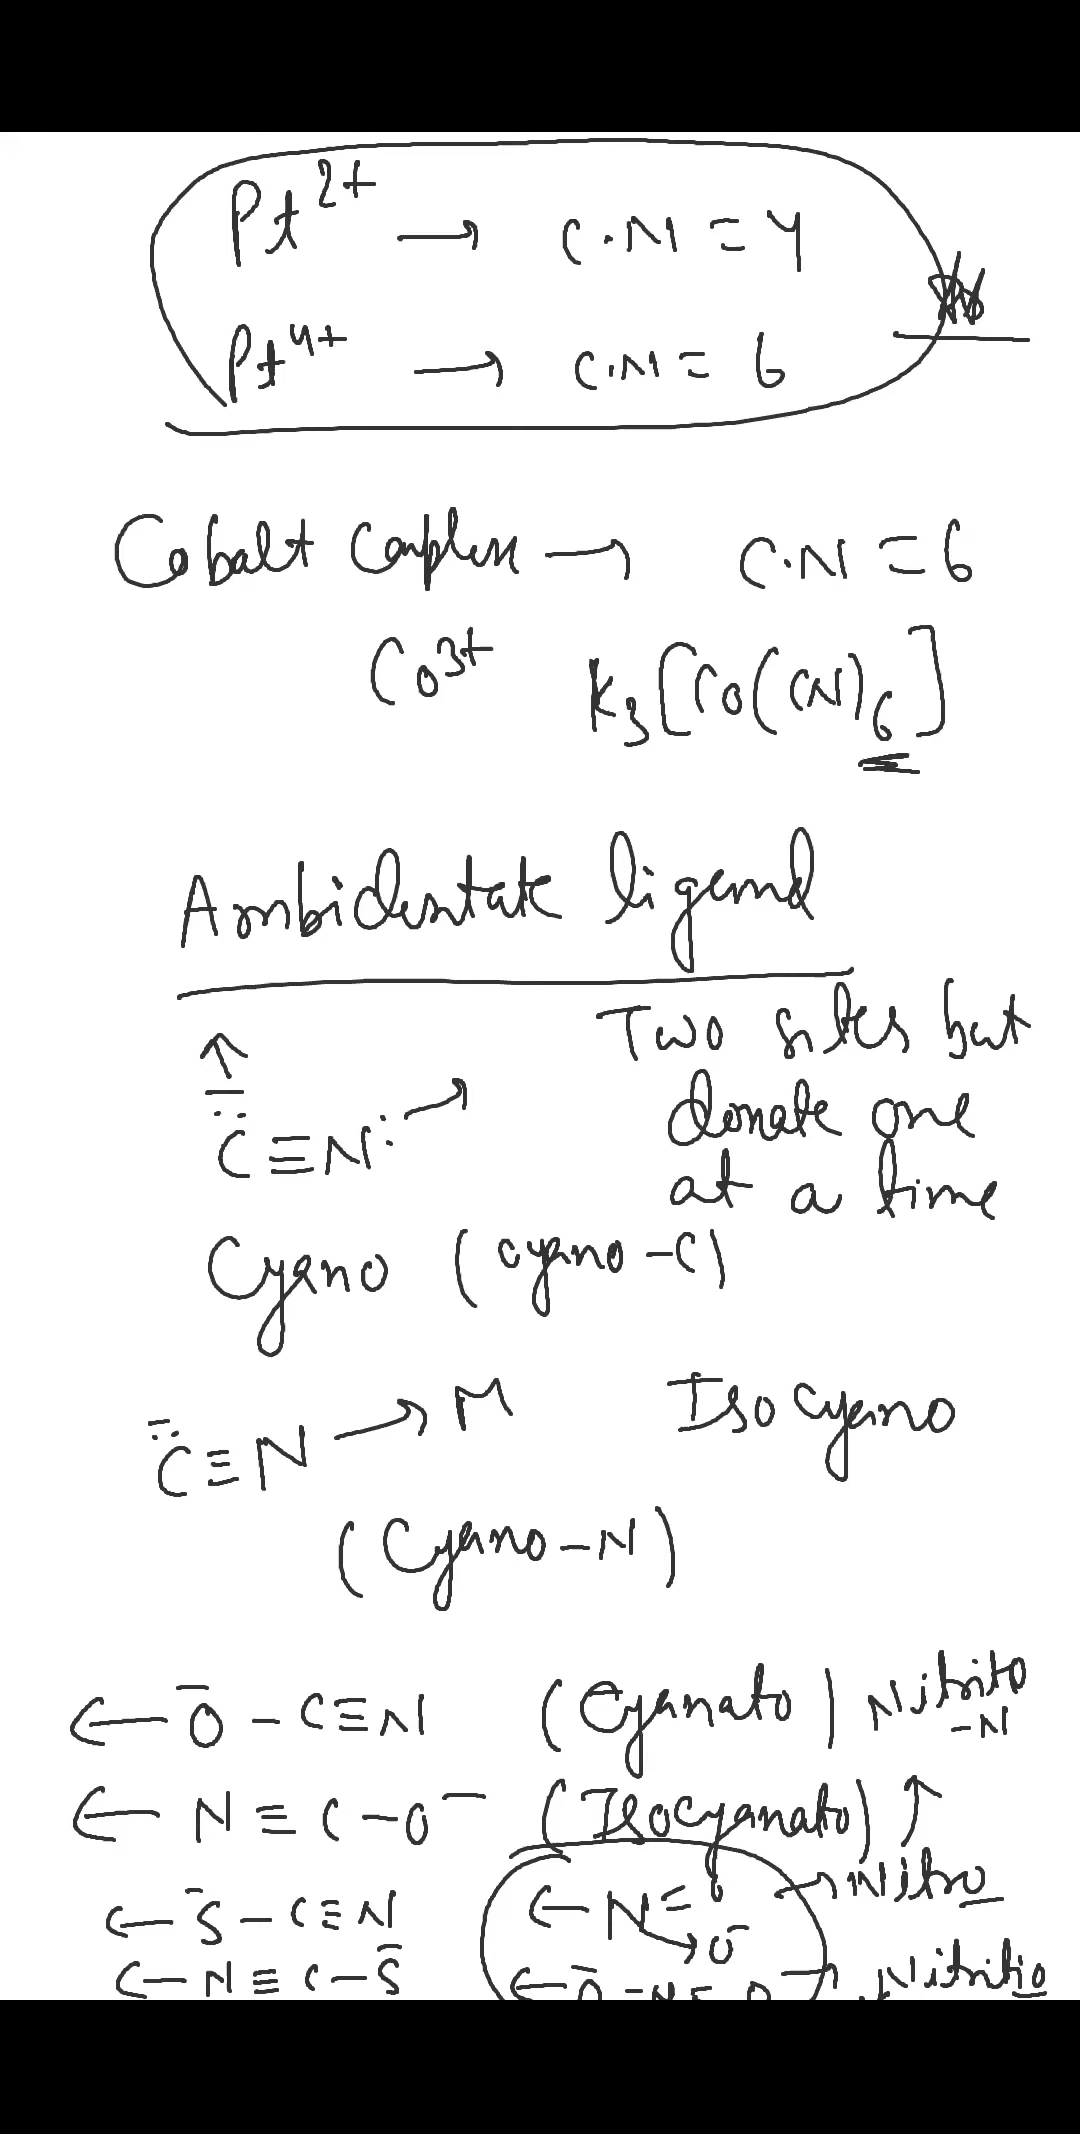 Pt²⁺ → C.N = 4
Pt⁴⁺ → C.N = 6
Cobalt Complex → C.N = 6
Co³⁺ K₃[Co(CN)₆]
Ambidentate ligand
Two sites but
C≡N: →
donate one
at a time
Cyano (cyano-C)
C≡N → M Isocyano
(Cyano-N)
← O⁻ - C≡N (Cyanato) Nitrito
-N
← N≡C-O⁻ (Isocyanato) ↑
← N=O → Nitro
→ O⁻
← S⁻ - C≡N
← N≡C-S⁻
← O⁻ - N=O → Nitritio